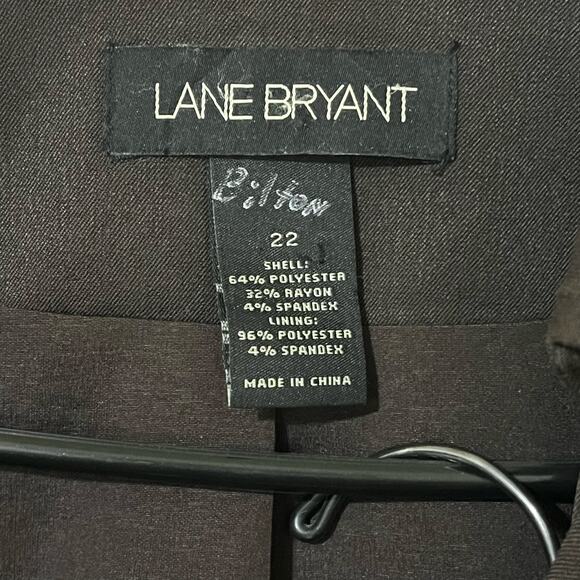 LANE BRYANT
Bilton
22
SHELL:
64% POLYESTER
32% RAYON
4% SPANDEX
LINING:
96% POLYESTER
4% SPANDEX
MADE IN CHINA